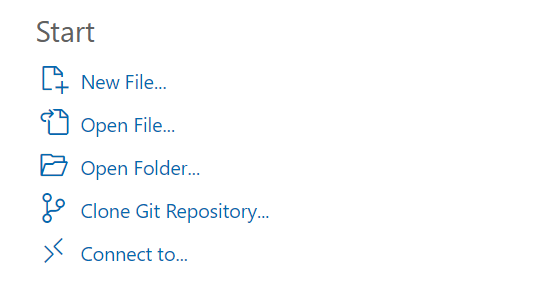 Start
New File...
Open File...
Open Folder...
Clone Git Repository...
Connect to...